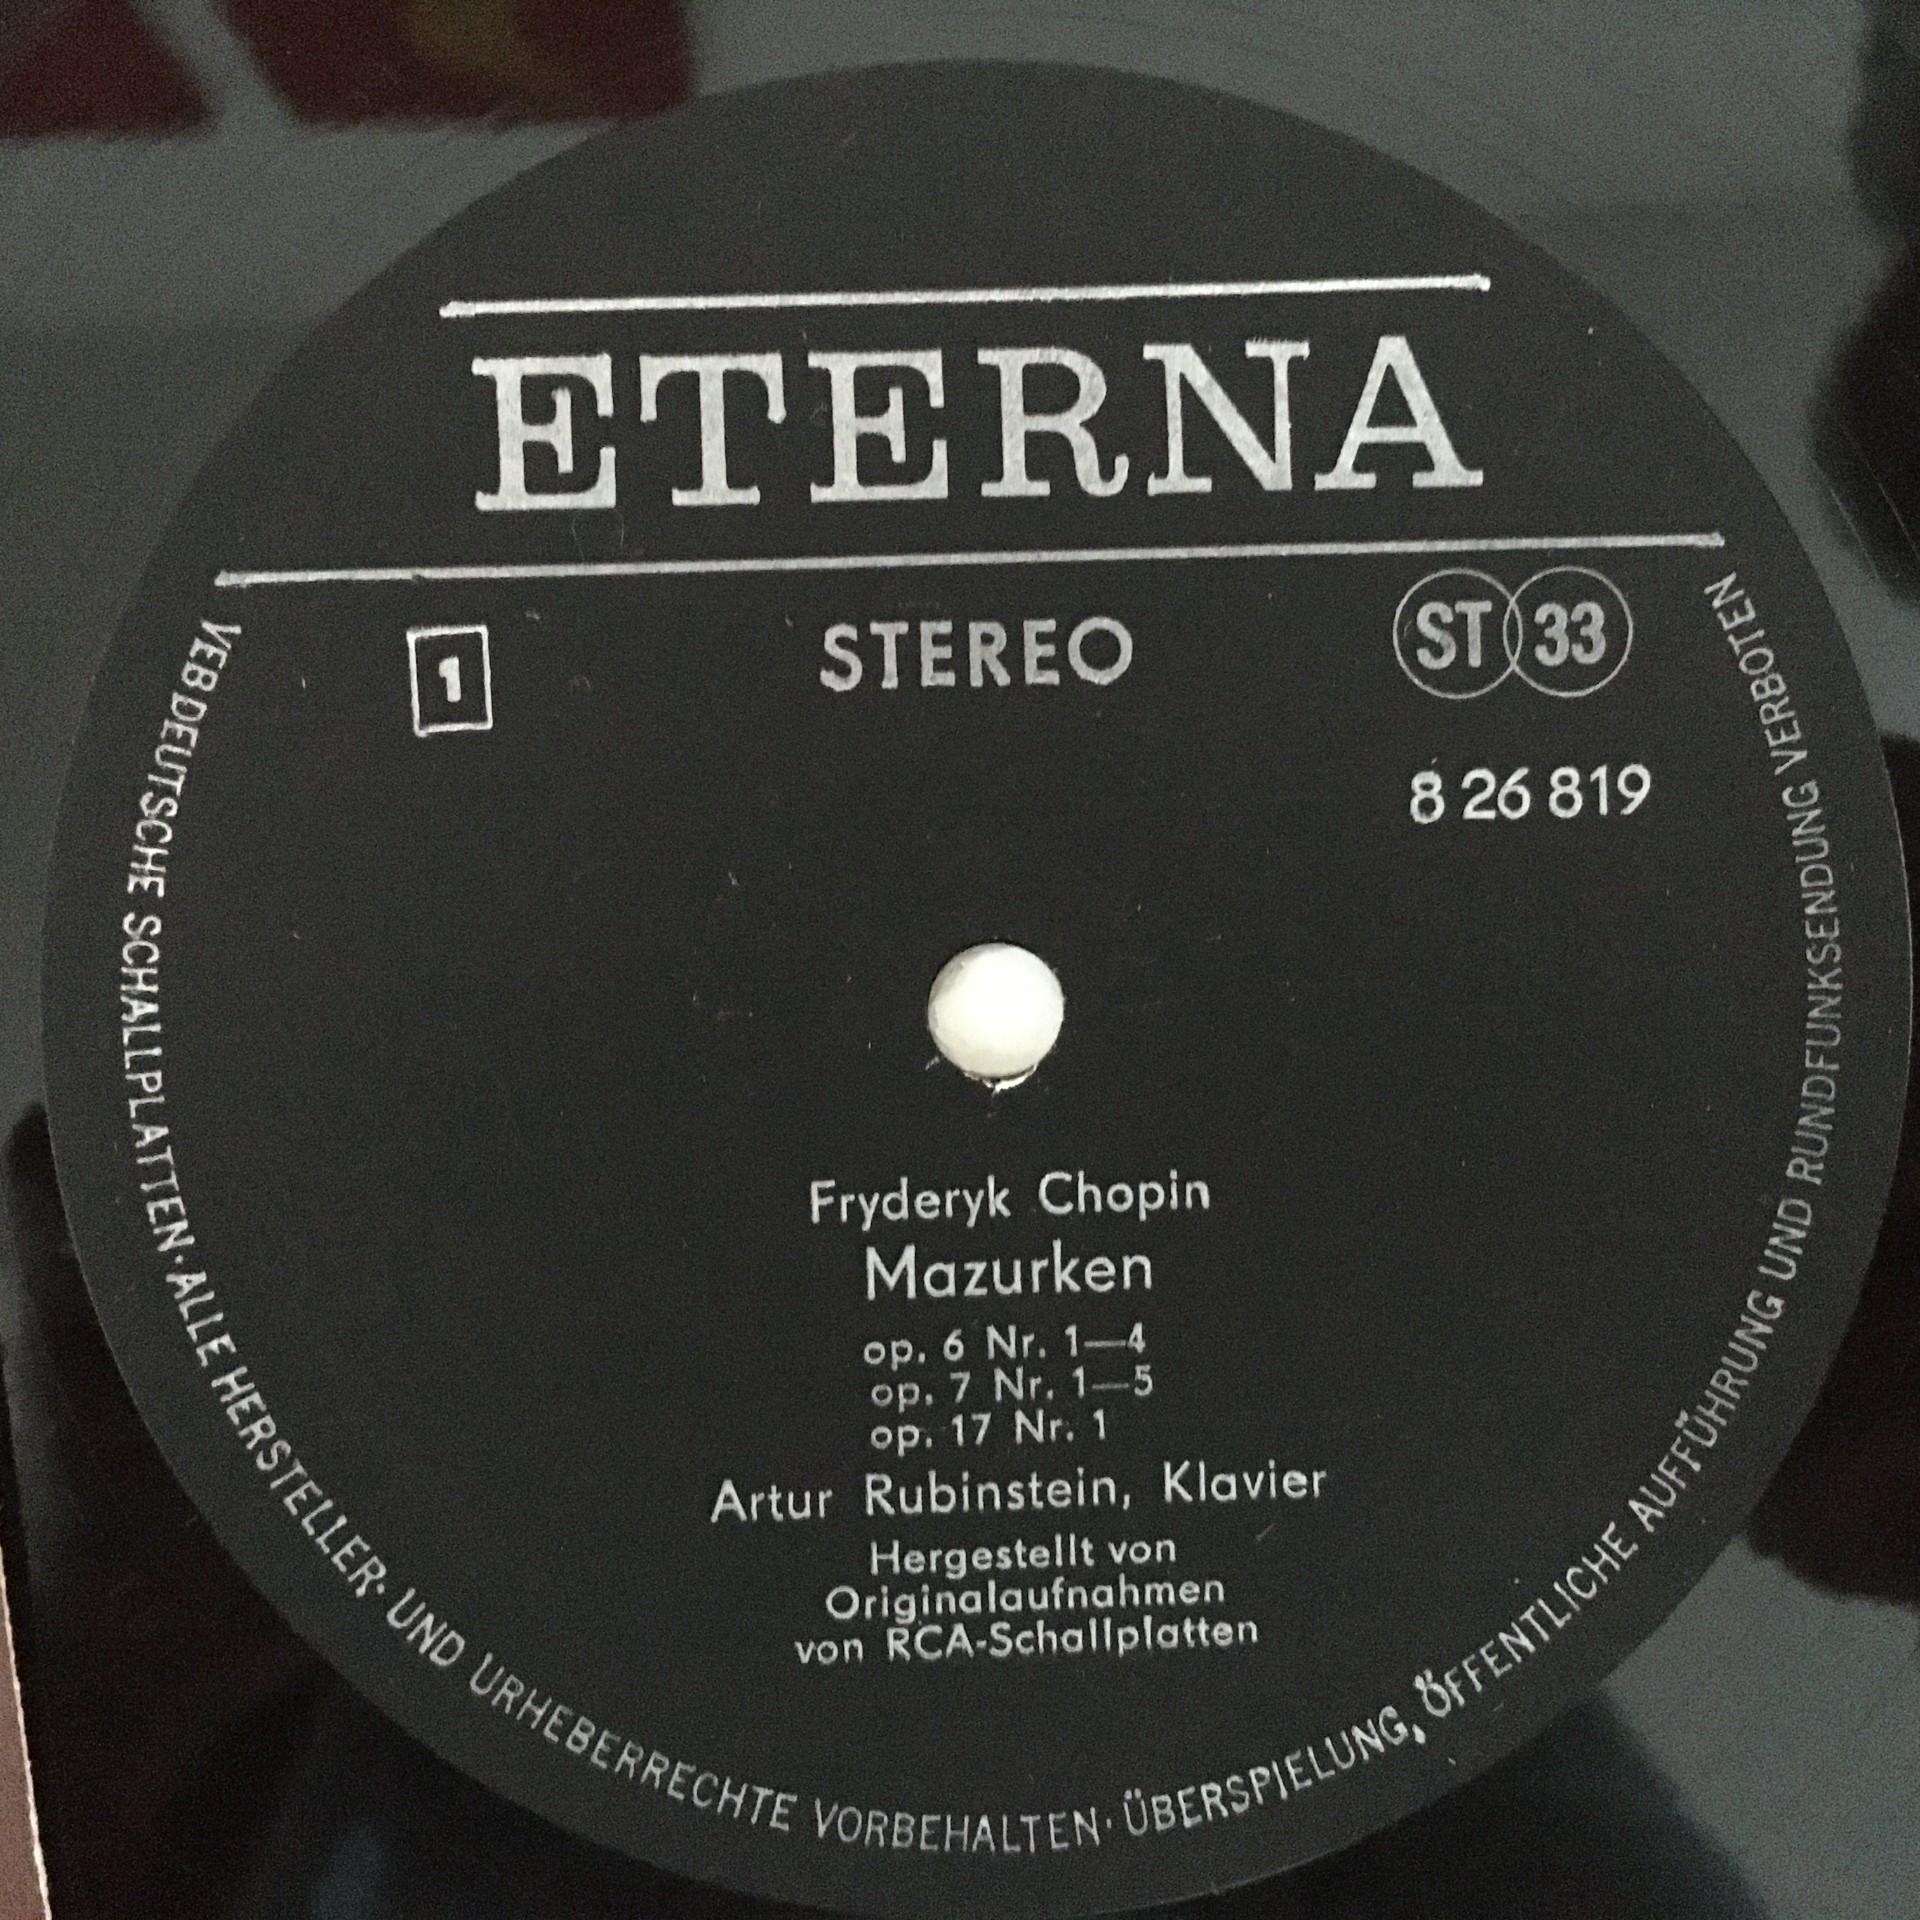 ETERNA
1
STEREO
ST 33
8 26 819
Fryderyk Chopin
Mazurken
op. 6 Nr. 1—4
op. 7 Nr. 1—5
op. 17 Nr. 1
Artur Rubinstein, Klavier
Hergestellt von
Originalaufnahmen
von RCA-Schallplatten
VEB DEUTSCHE SCHALLPLATTEN · ALLE HERSTELLER- UND URHEBERRECHTE VORBEHALTEN · ÜBERSPIELUNG, ÖFFENTLICHE AUFFÜHRUNG UND RUNDFUNKSENDUNG VERBOTEN